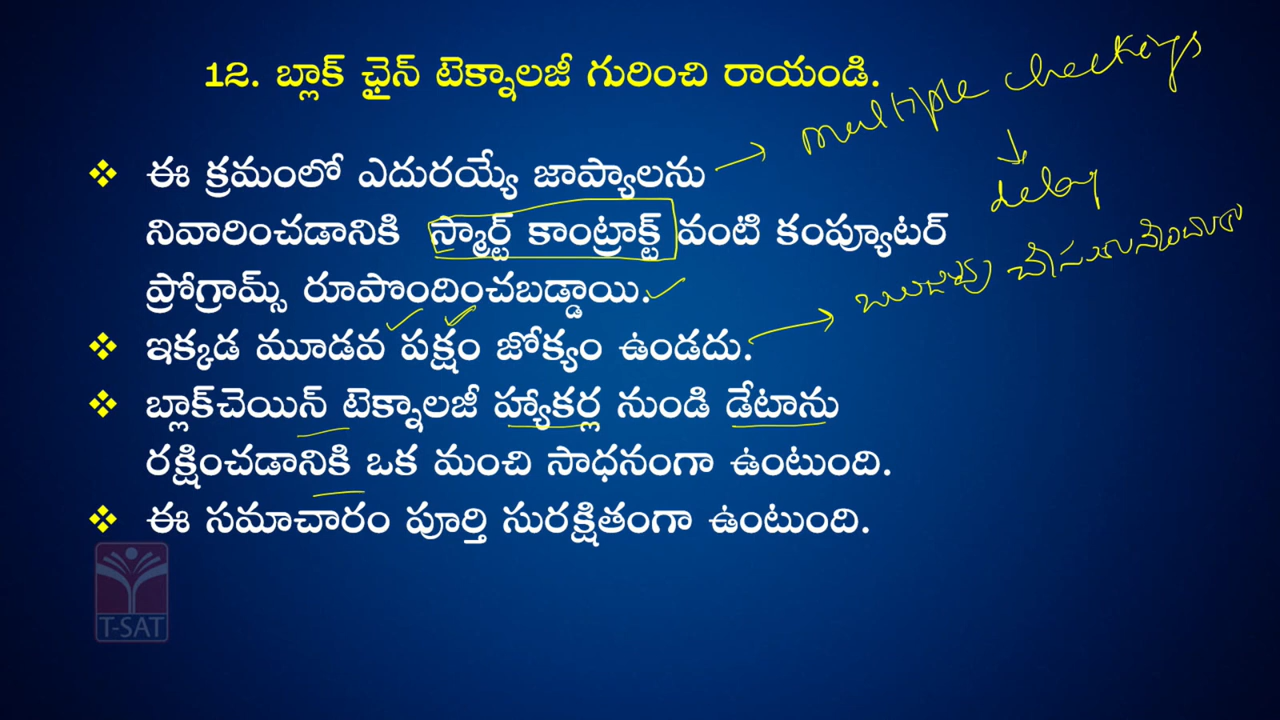 12. బ్లాక్ ఛైన్ టెక్నాలజీ గురించి రాయండి.
multiple checkings
ఈ క్రమంలో ఎదురయ్యే జాప్యాలను
delay
నివారించడానికి స్మార్ట్ కాంట్రాక్ట్ వంటి కంప్యూటర్
ప్రోగ్రామ్స్ రూపొందించబడ్డాయి.
ఇక్కడ మూడవ పక్షం జోక్యం ఉండదు.
బ్లాక్‌చెయిన్ టెక్నాలజీ హ్యాకర్ల నుండి డేటాను
రక్షించడానికి ఒక మంచి సాధనంగా ఉంటుంది.
ఈ సమాచారం పూర్తి సురక్షితంగా ఉంటుంది.
T-SAT